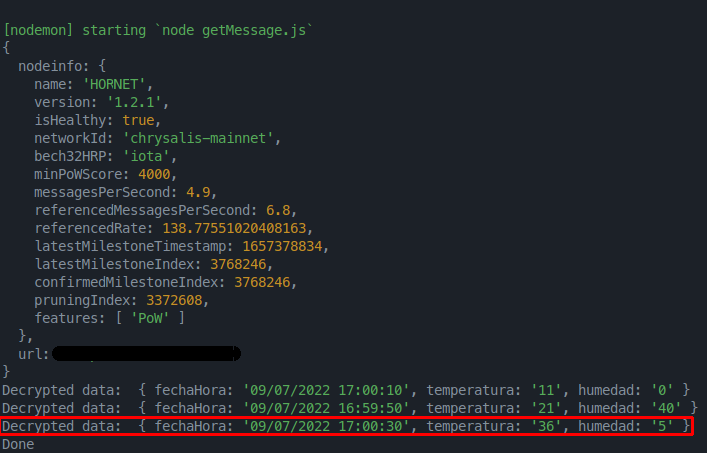 [nodemon] starting `node getMessage.js`
{
  nodeinfo: {
    name: 'HORNET',
    version: '1.2.1',
    isHealthy: true,
    networkId: 'chrysalis-mainnet',
    bech32HRP: 'iota',
    minPoWScore: 4000,
    messagesPerSecond: 4.9,
    referencedMessagesPerSecond: 6.8,
    referencedRate: 138.77551020408163,
    latestMilestoneTimestamp: 1657378834,
    latestMilestoneIndex: 3768246,
    confirmedMilestoneIndex: 3768246,
    pruningIndex: 3372608,
    features: [ 'PoW' ]
  },
  url:
}
Decrypted data:  { fechaHora: '09/07/2022 17:00:10', temperatura: '11', humedad: '0' }
Decrypted data:  { fechaHora: '09/07/2022 16:59:50', temperatura: '21', humedad: '40' }
Decrypted data:  { fechaHora: '09/07/2022 17:00:30', temperatura: '36', humedad: '5' }
Done